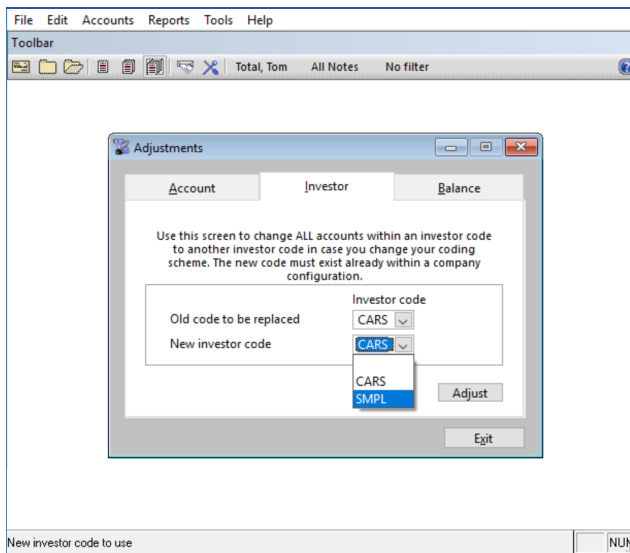 File Edit Accounts Reports Tools Help
Toolbar
Total, Tom All Notes No filter
Adjustments
Account Investor Balance
Use this screen to change ALL accounts within an investor code
to another investor code in case you change your coding
scheme. The new code must exist already within a company
configuration.
Investor code
Old code to be replaced CARS
New investor code CARS
CARS
SMPL
Adjust
Exit
New investor code to use NUM